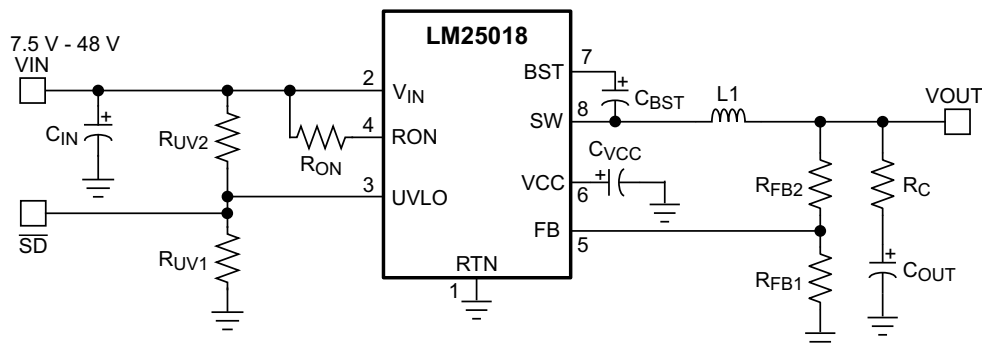 LM25018
7.5 V - 48 V
VIN
7
BST
2
VIN
CBST
L1
VOUT
8
SW
CIN
RUV2
4
RON
RON
CVCC
3
UVLO
VCC
6
RFB2
RC
SD
FB
5
RUV1
RTN
1
RFB1
COUT